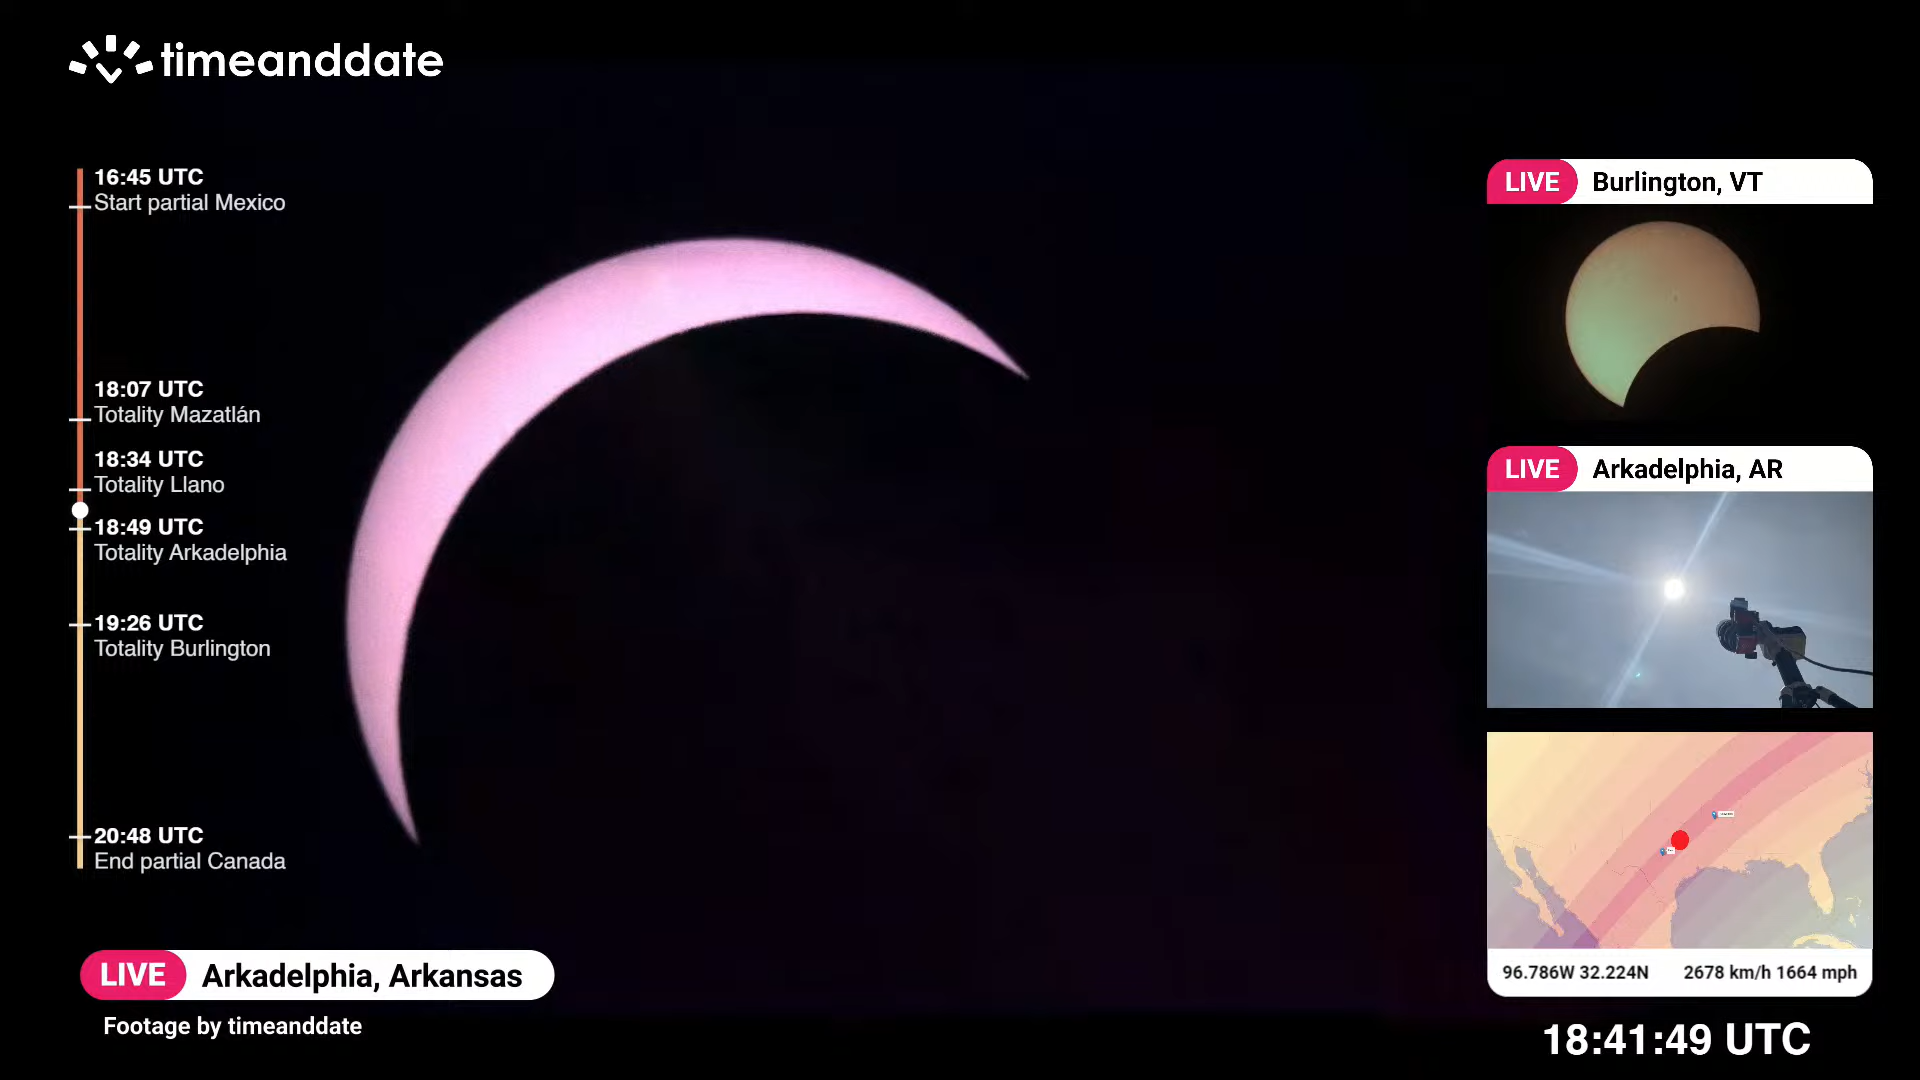 timeanddate
16:45 UTC
Start partial Mexico
18:07 UTC
Totality Mazatlán
18:34 UTC
Totality Llano
18:49 UTC
Totality Arkadelphia
19:26 UTC
Totality Burlington
20:48 UTC
End partial Canada
LIVE Arkadelphia, Arkansas
Footage by timeanddate
LIVE Burlington, VT
LIVE Arkadelphia, AR
96.786W 32.224N 2678 km/h 1664 mph
18:41:49 UTC